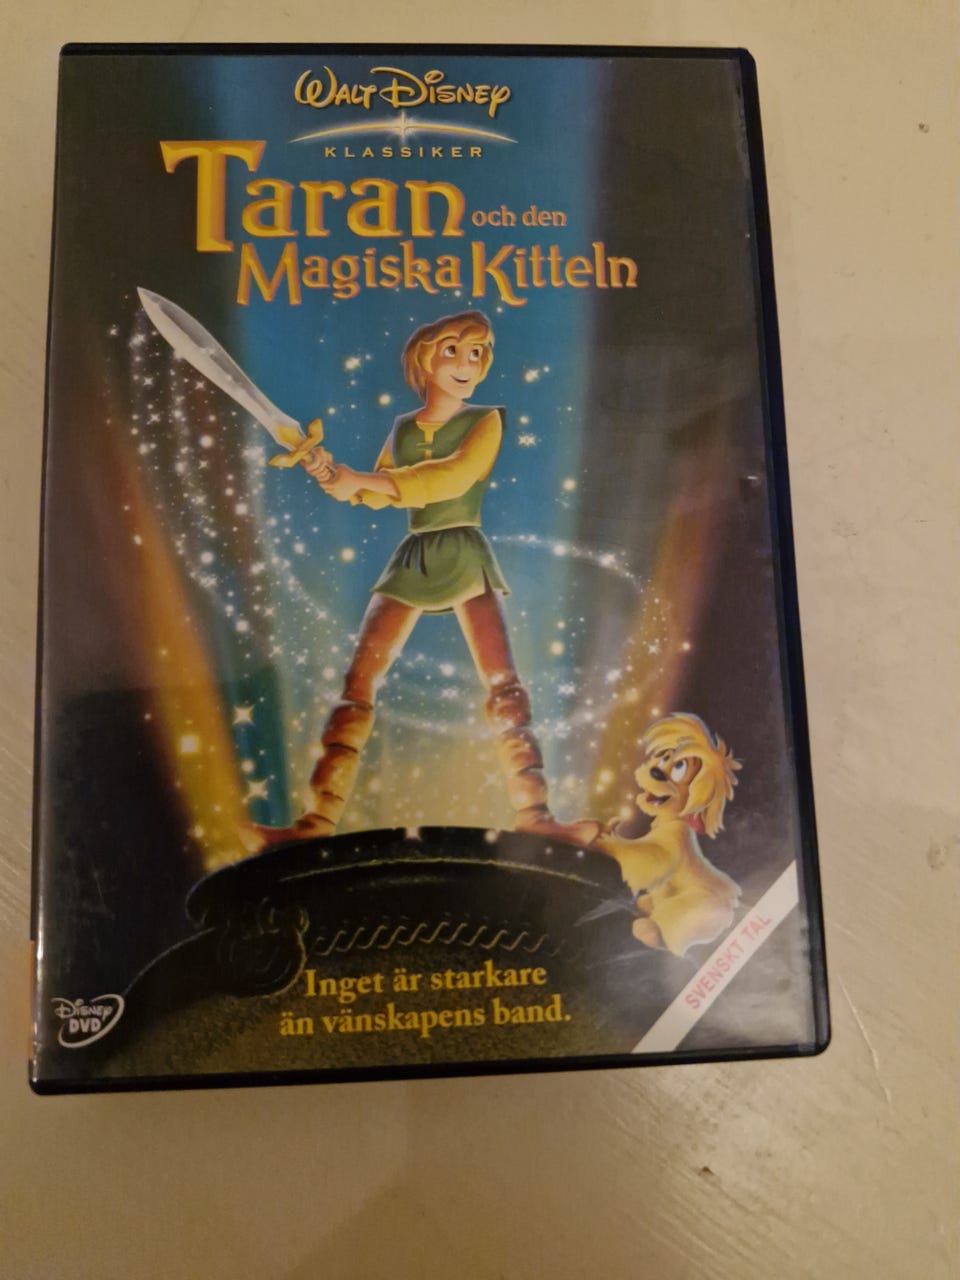 WALT DISNEY
KLASSIKER
Taran och den
Magiska Kitteln
SVENSKT TAL
Inget är starkare
än vänskapens band.
DISNEY
DVD